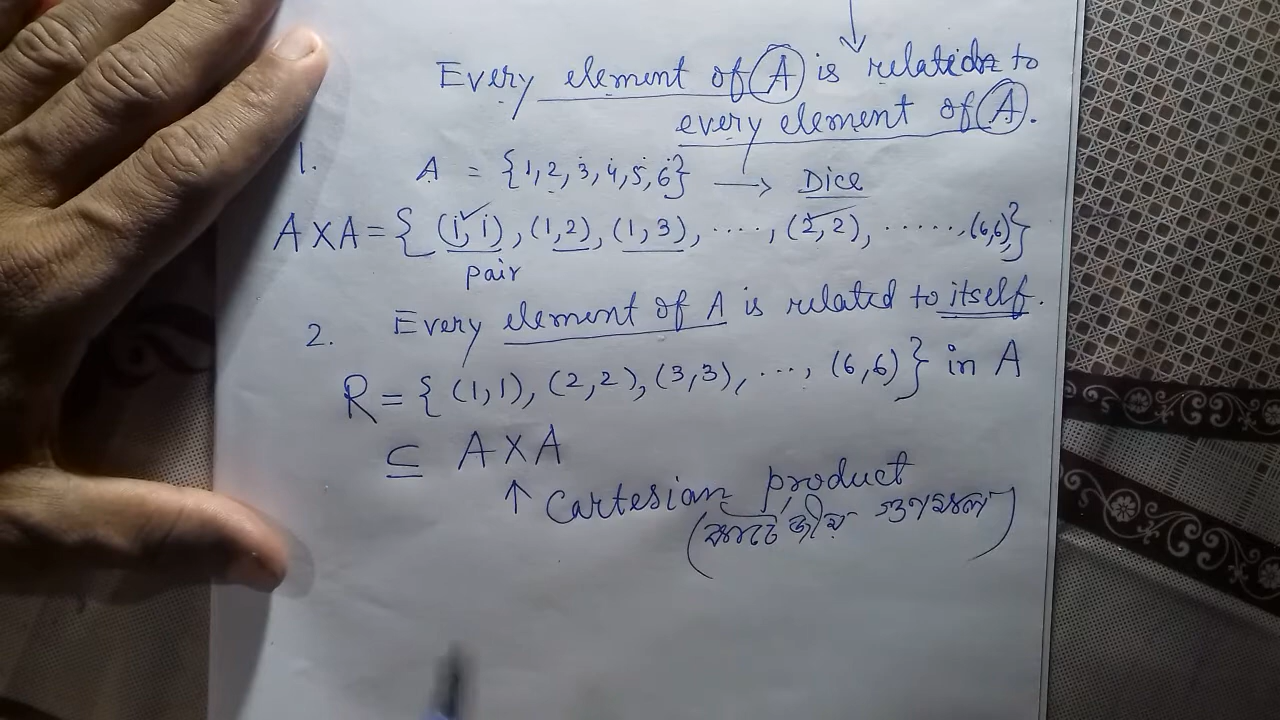 Every element of A is related to
every element of A.
1. A = {1,2,3,4,5,6} → Dice
A X A = { (1,1), (1,2), (1,3), ...., (2,2), ......, (6,6)}
pair
2. Every element of A is related to itself.
R = { (1,1), (2,2), (3,3), ..., (6,6) } in A
⊆ A X A
↑ Cartesian product
(কার্টেজীয় গুণফল)